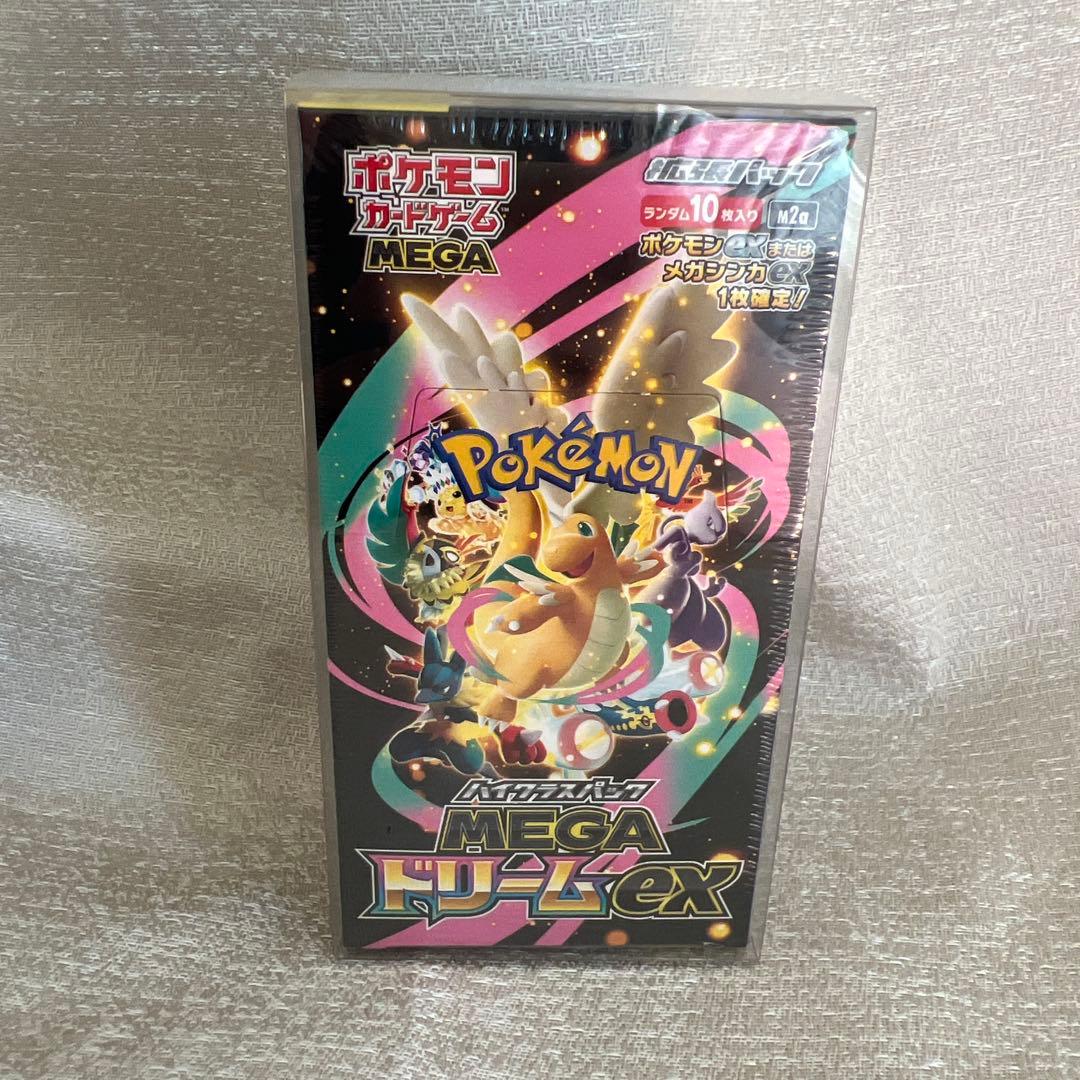 ポケモン
カードゲーム™
MEGA
拡張パック
ランダム10枚入り M2a
ポケモンexまたは
メガシンカex
1枚確定!
POKÉMON
ハイクラスパック
MEGA
ドリームex